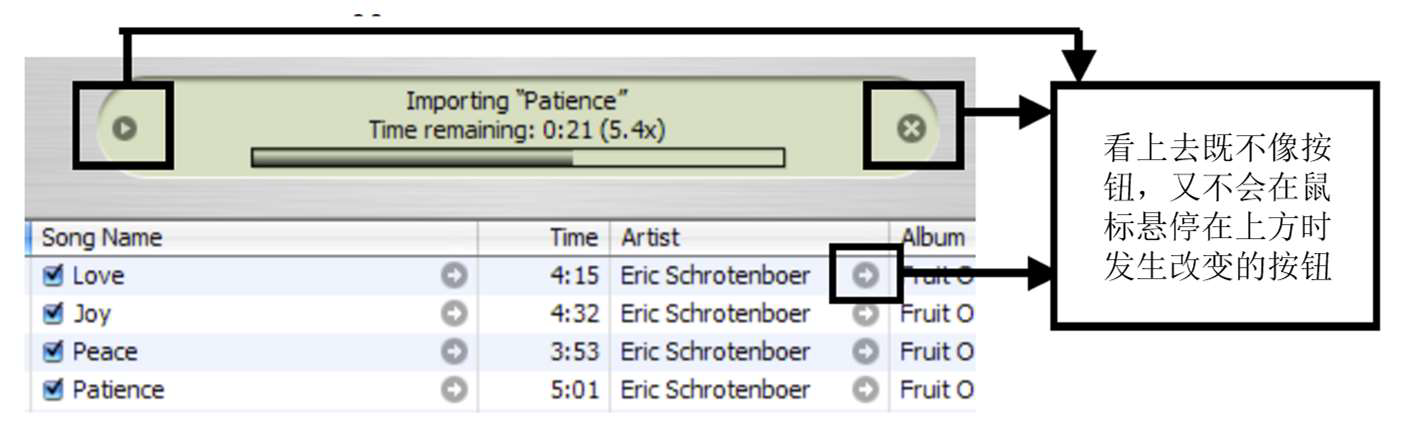 Importing “Patience”
Time remaining: 0:21 (5.4x)
Song Name Time Artist Album
Love 4:15 Eric Schrotenboer Fruit O
Joy 4:32 Eric Schrotenboer Fruit O
Peace 3:53 Eric Schrotenboer Fruit O
Patience 5:01 Eric Schrotenboer Fruit O
看上去既不像按
钮，又不会在鼠
标悬停在上方时
发生改变的按钮